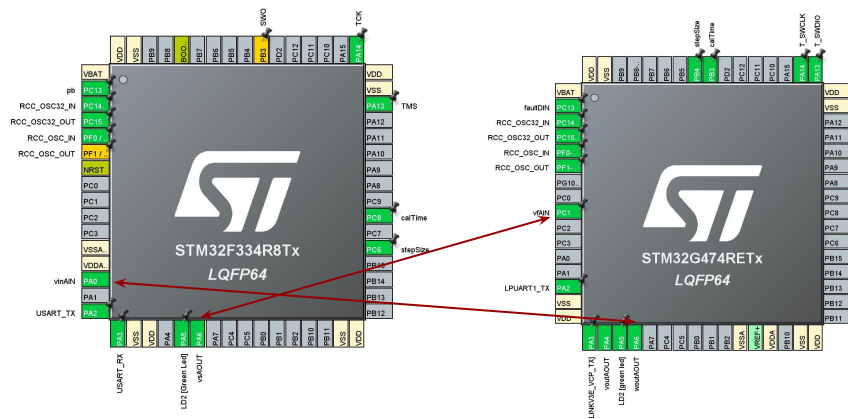 SWO
TCK
VDD
VSS
PB9
PB8
BOO..
PB7
PB6
PB5
PB4
PB3
PD2
PC12
PC11
PC10
PA15
PA14
VBAT
pb
PC13
RCC_OSC32_IN
PC14..
RCC_OSC32_OUT
PC15..
RCC_OSC_IN
PF0 /..
RCC_OSC_OUT
PF1 /..
NRST
PC0
PC1
PC2
PC3
VSSA..
VDDA..
vinAIN
PA0
PA1
USART_TX
PA2
VDD
VSS
PA13
TMS
PA12
PA11
PA10
PA9
PA8
PC9
PC8
calTime
PC7
PC6
stepSize
PB15
PB14
PB13
PB12
STM32F334R8Tx
LQFP64
PA3
VSS
VDD
PA4
PA5
PA6
PA7
PC4
PC5
PB0
PB1
PB2
PB10
PB11
VSS
VDD
USART_RX
LD2 [Green Led]
vsAOUT
stepSize
calTime
T_SWCLK
T_SWDIO
VDD
VSS
PB9
PB8-..
PB7
PB6
PB5
PB4
PB3
PD2
PC12
PC11
PC10
PA15
PA14
PA13
VBAT
faultDIN
PC13
RCC_OSC32_IN
PC14..
RCC_OSC32_OUT
PC15..
RCC_OSC_IN
PF0-..
RCC_OSC_OUT
PF1-..
PG10..
PC0
vfAIN
PC1
PC2
PC3
PA0
PA1
LPUART1_TX
PA2
VSS
VDD
VDD
VSS
PA12
PA11
PA10
PA9
PA8
PC9
PC8
PC7
PC6
PB15
PB14
PB13
PB12
PB11
STM32G474RETx
LQFP64
PA3
PA4
PA5
PA6
PA7
PC4
PC5
PB0
PB1
PB2
VSSA
VREF+
VDDA
PB10
VSS
VDD
LINKV3E_VCP_TX]
voutAOUT
LD2 [green led]
woutAOUT